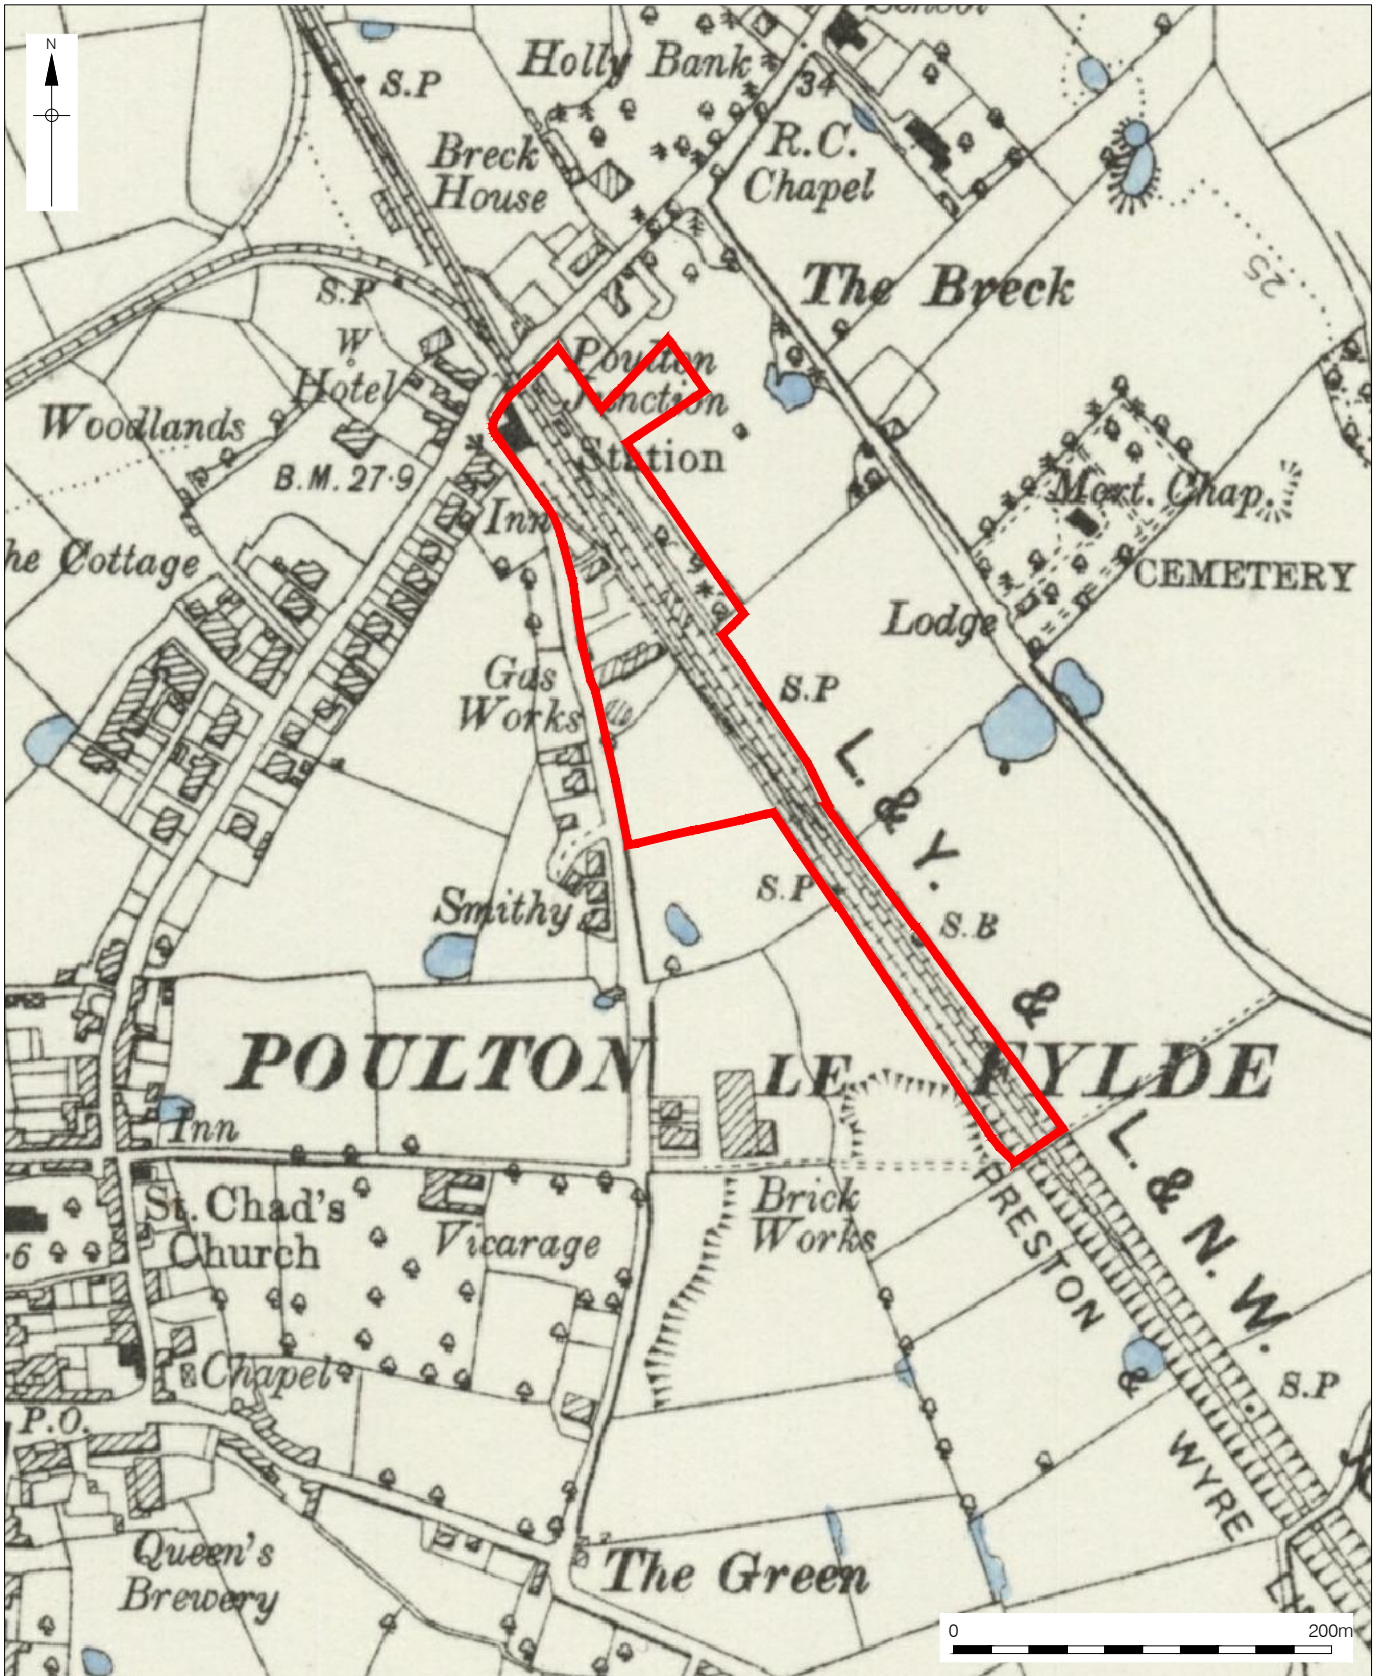 School
N
Holly Bank
S.P
34
Breck
House
R.C.
Chapel
The Breck
25
S.P
W
Hotel
Poulton
Junction
Station
Woodlands
B.M. 27·9
Inn
Mort. Chap.
he Cottage
CEMETERY
Lodge
Gas
Works
S.P
L. & Y.
S.P
Smithy
S.B
&
POULTON LE FYLDE
Inn
L. & N. W.
St. Chad's
Church
Vicarage
Brick
Works
PRESTON
·6
&
Chapel
S.P
P.O.
WYRE
Queen's
Brewery
The Green
0 200m